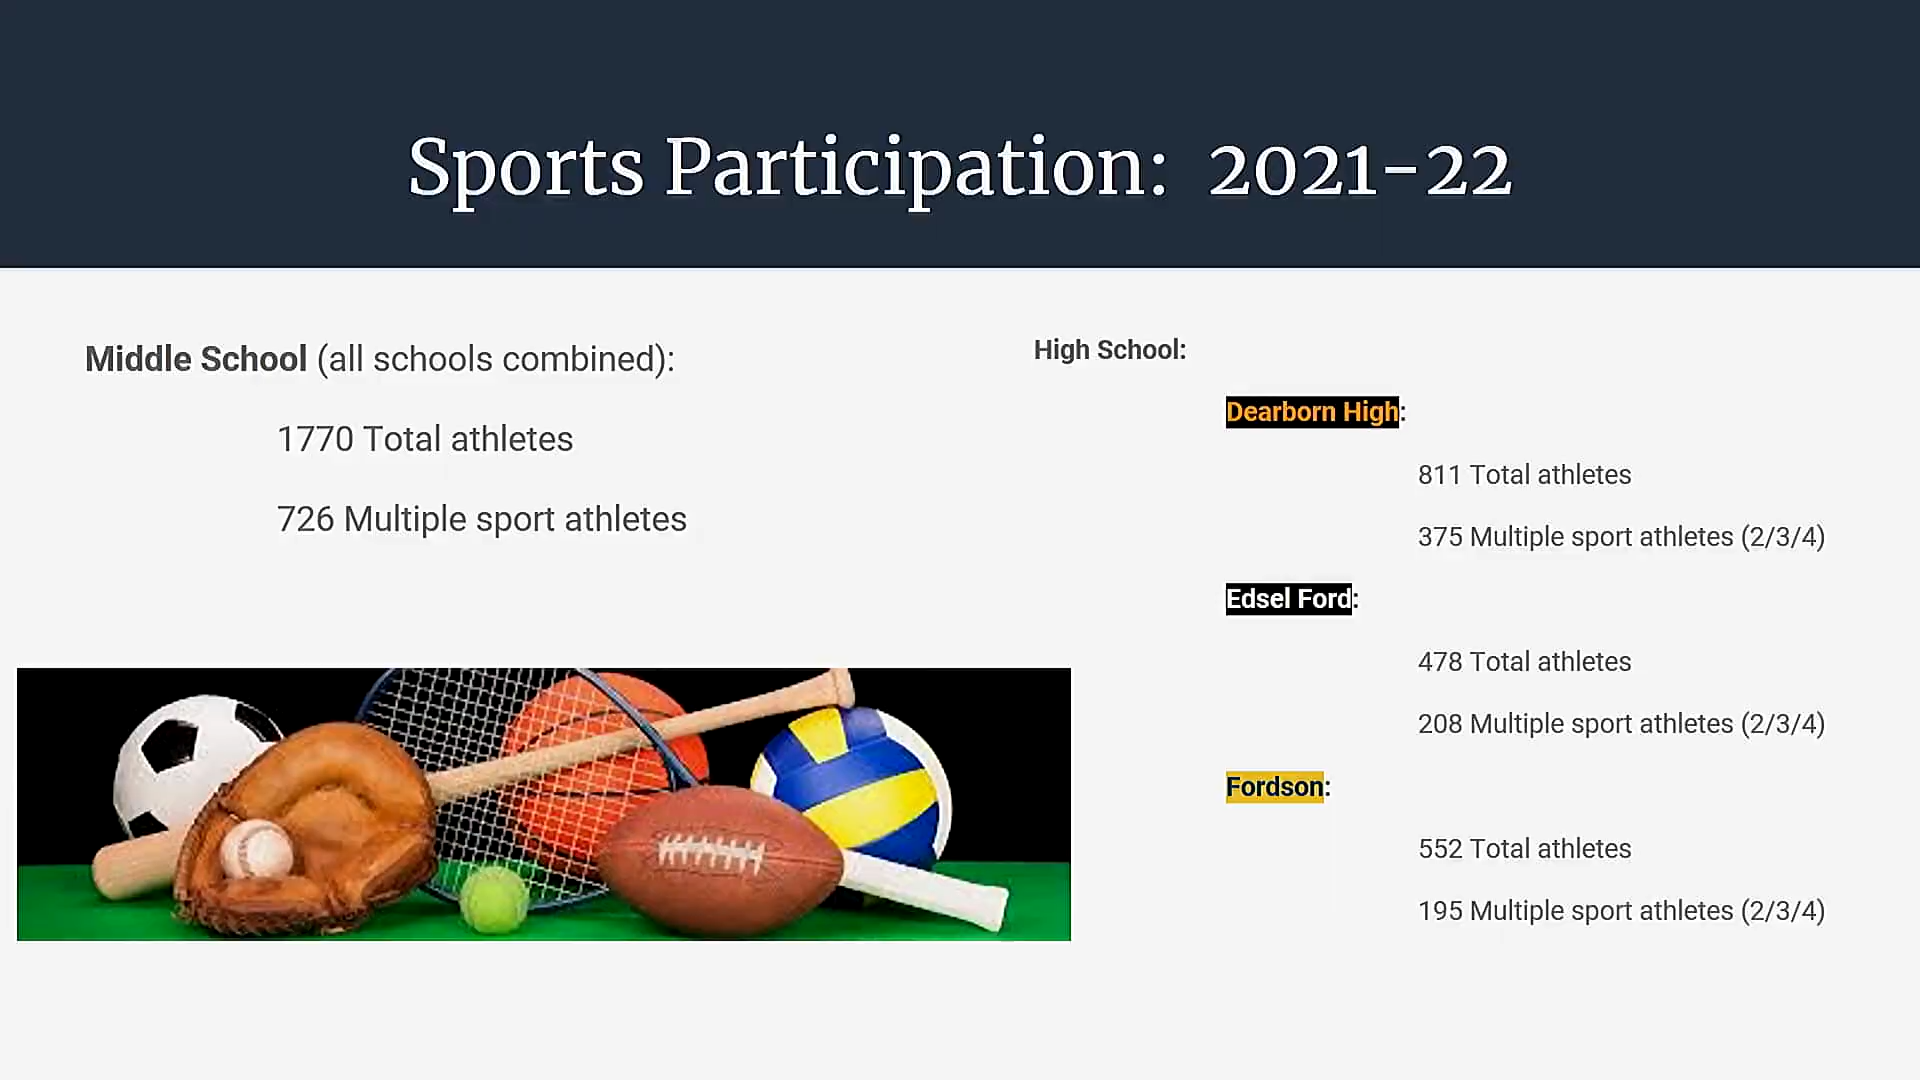 Sports Participation: 2021-22
Middle School (all schools combined):
1770 Total athletes
726 Multiple sport athletes
High School:
Dearborn High:
811 Total athletes
375 Multiple sport athletes (2/3/4)
Edsel Ford:
478 Total athletes
208 Multiple sport athletes (2/3/4)
Fordson:
552 Total athletes
195 Multiple sport athletes (2/3/4)